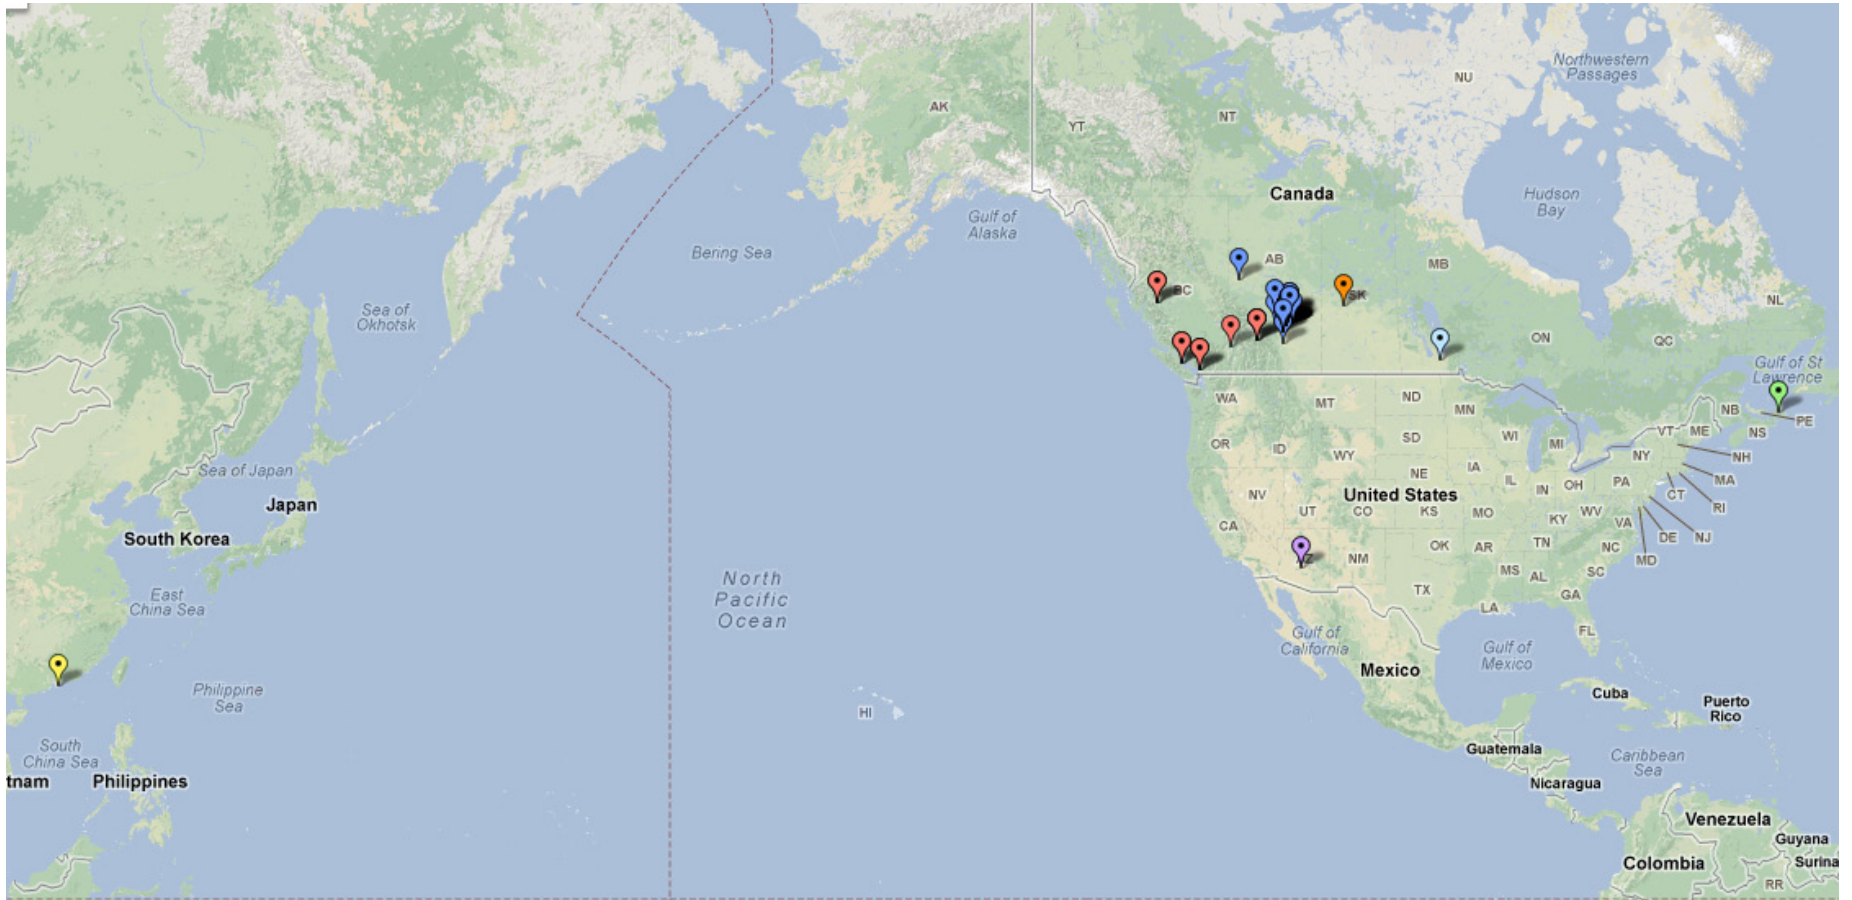 Northwestern
Passages
NU
AK
NT
YT
Canada
Hudson
Bay
Gulf of
Alaska
Bering Sea
AB
MB
BC
SK
NL
Sea of
Okhotsk
ON
QC
Gulf of St
Lawrence
WA
MT
ND
MN
NB
PE
VT
ME
NS
OR
ID
SD
WI
MI
NY
NH
WY
Sea of Japan
NE
IA
IL
IN
OH
PA
MA
CT
NV
United States
Japan
UT
CO
KS
MO
KY
WV
VA
RI
CA
South Korea
OK
AR
TN
NC
DE
NJ
NM
MD
MS
AL
SC
East
China Sea
North
Pacific
Ocean
TX
GA
LA
FL
Gulf of
California
Gulf of
Mexico
Mexico
Philippine
Sea
Cuba
Puerto
Rico
HI
South
China Sea
Guatemala
Caribbean
Sea
tnam
Philippines
Nicaragua
Venezuela
Guyana
Colombia
Surina
RR